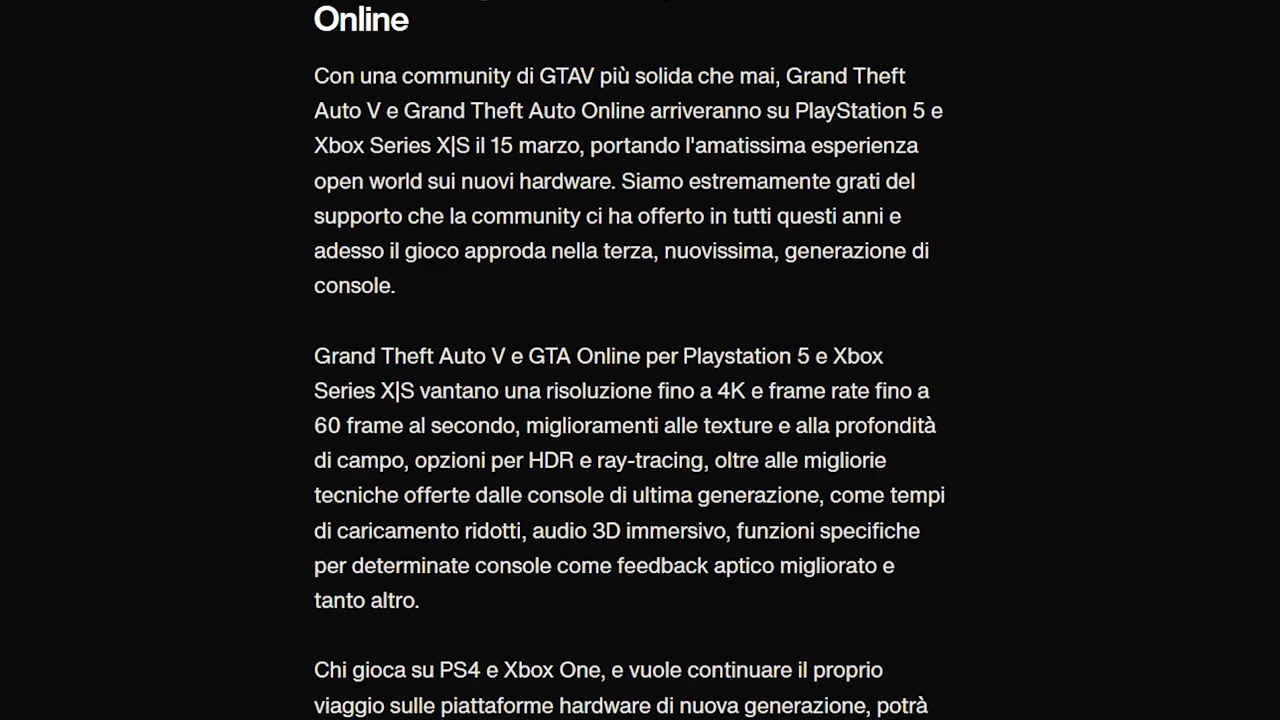 Online
Con una community di GTAV più solida che mai, Grand Theft
Auto V e Grand Theft Auto Online arriveranno su PlayStation 5 e
Xbox Series X|S il 15 marzo, portando l'amatissima esperienza
open world sui nuovi hardware. Siamo estremamente grati del
supporto che la community ci ha offerto in tutti questi anni e
adesso il gioco approda nella terza, nuovissima, generazione di
console.
Grand Theft Auto V e GTA Online per Playstation 5 e Xbox
Series X|S vantano una risoluzione fino a 4K e frame rate fino a
60 frame al secondo, miglioramenti alle texture e alla profondità
di campo, opzioni per HDR e ray-tracing, oltre alle migliorie
tecniche offerte dalle console di ultima generazione, come tempi
di caricamento ridotti, audio 3D immersivo, funzioni specifiche
per determinate console come feedback aptico migliorato e
tanto altro.
Chi gioca su PS4 e Xbox One, e vuole continuare il proprio
viaggio sulle piattaforme hardware di nuova generazione, potrà